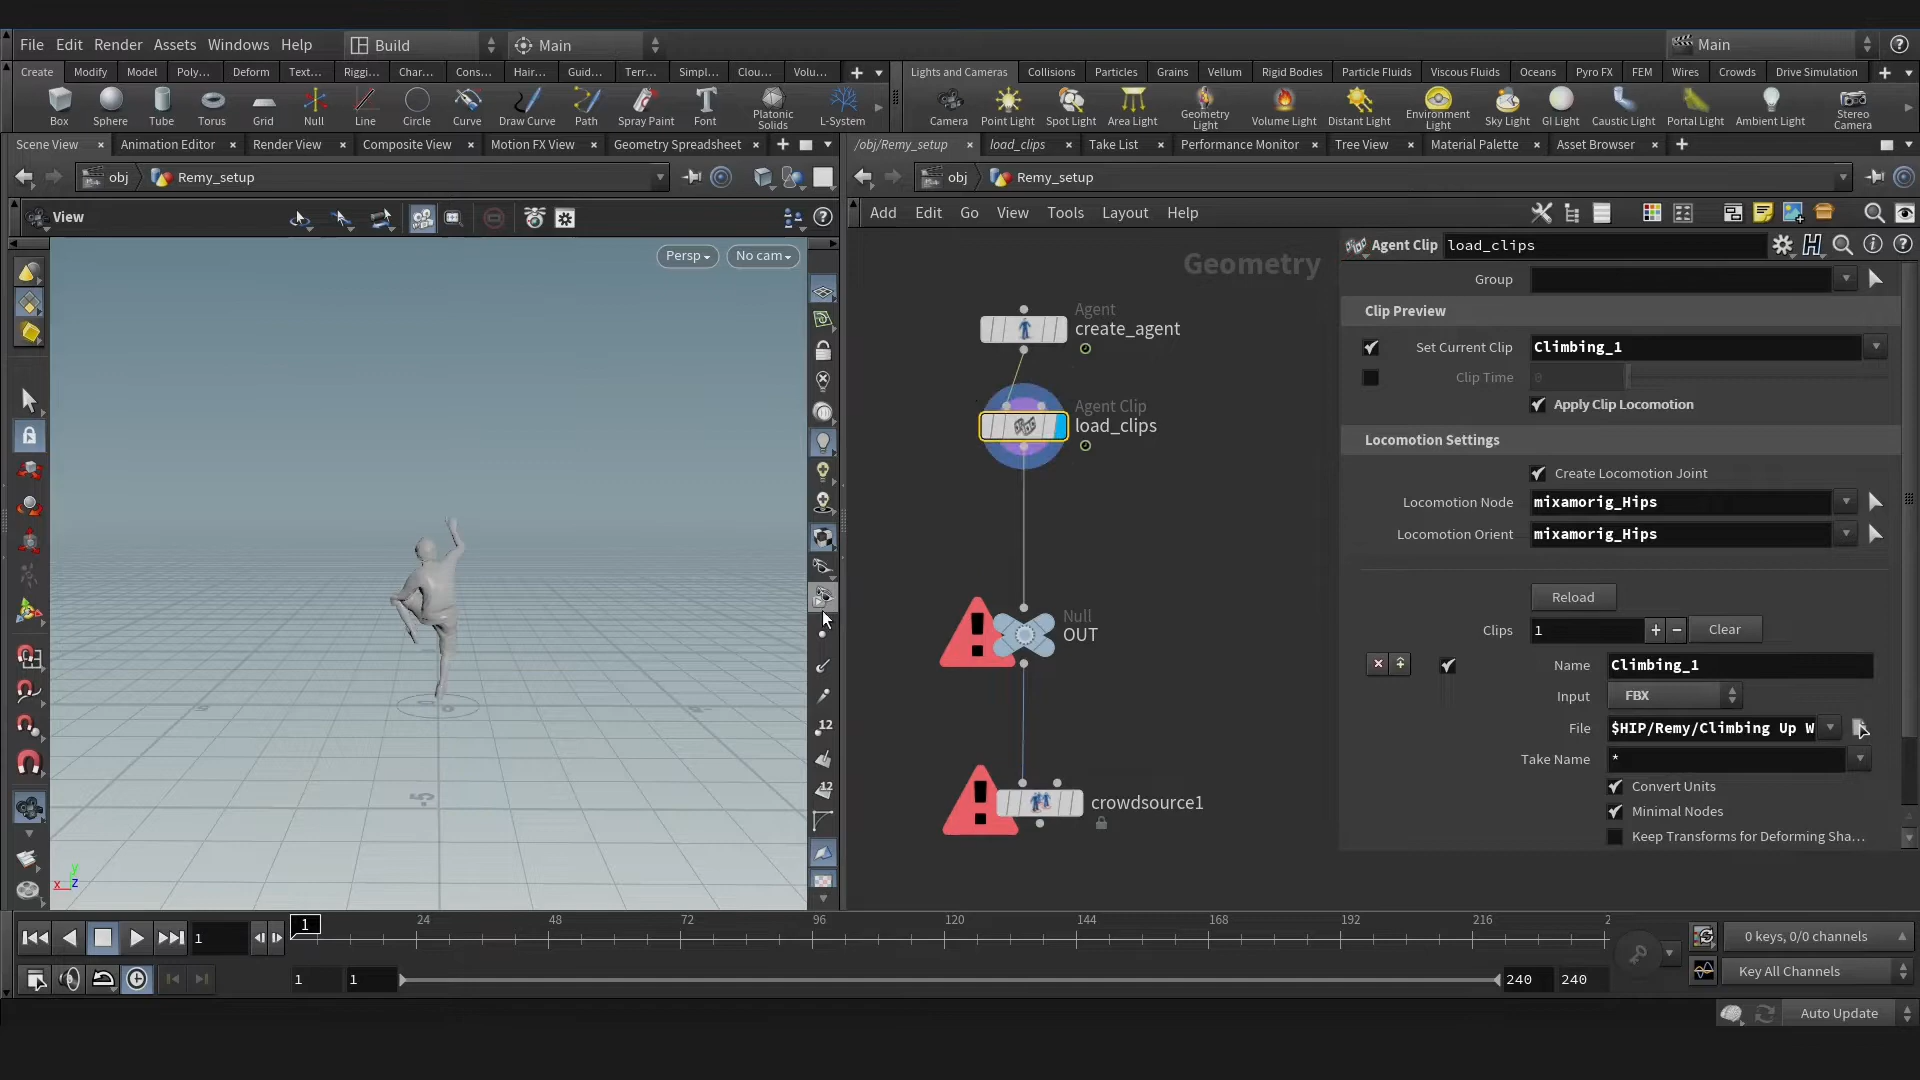 File Edit Render Assets Windows Help Build Main Main
Create Modify Model Poly... Deform Text... Riggi... Char... Cons... Hair... Guid... Terr... Simpl... Clou... Volu... Lights and Cameras Collisions Particles Grains Vellum Rigid Bodies Particle Fluids Viscous Fluids Oceans Pyro FX FEM Wires Crowds Drive Simulation
Box Sphere Tube Torus Grid Null Line Circle Curve Draw Curve Path Spray Paint Font Platonic Solids L-System Camera Point Light Spot Light Area Light Geometry Light Volume Light Distant Light Environment Light Sky Light GI Light Caustic Light Portal Light Ambient Light Stereo Camera
Scene View Animation Editor Render View Composite View Motion FX View Geometry Spreadsheet /obj/Remy_setup load_clips Take List Performance Monitor Tree View Material Palette Asset Browser
obj Remy_setup obj Remy_setup
View
Add Edit Go View Tools Layout Help
Persp No cam
Geometry
Agent
create_agent
Agent Clip
load_clips
Null
OUT
crowdsource1
Agent Clip load_clips
Group
Clip Preview
Set Current Clip Climbing_1
Clip Time 0
Apply Clip Locomotion
Locomotion Settings
Create Locomotion Joint
Locomotion Node mixamorig_Hips
Locomotion Orient mixamorig_Hips
Reload
Clips 1 + − Clear
Name Climbing_1
Input FBX
File $HIP/Remy/Climbing Up W
Take Name *
Convert Units
Minimal Nodes
Keep Transforms for Deforming Sha...
12
12
x y z
1 1 24 48 72 96 120 144 168 192 216 2
0 keys, 0/0 channels
1 1 240 240 Key All Channels
Auto Update